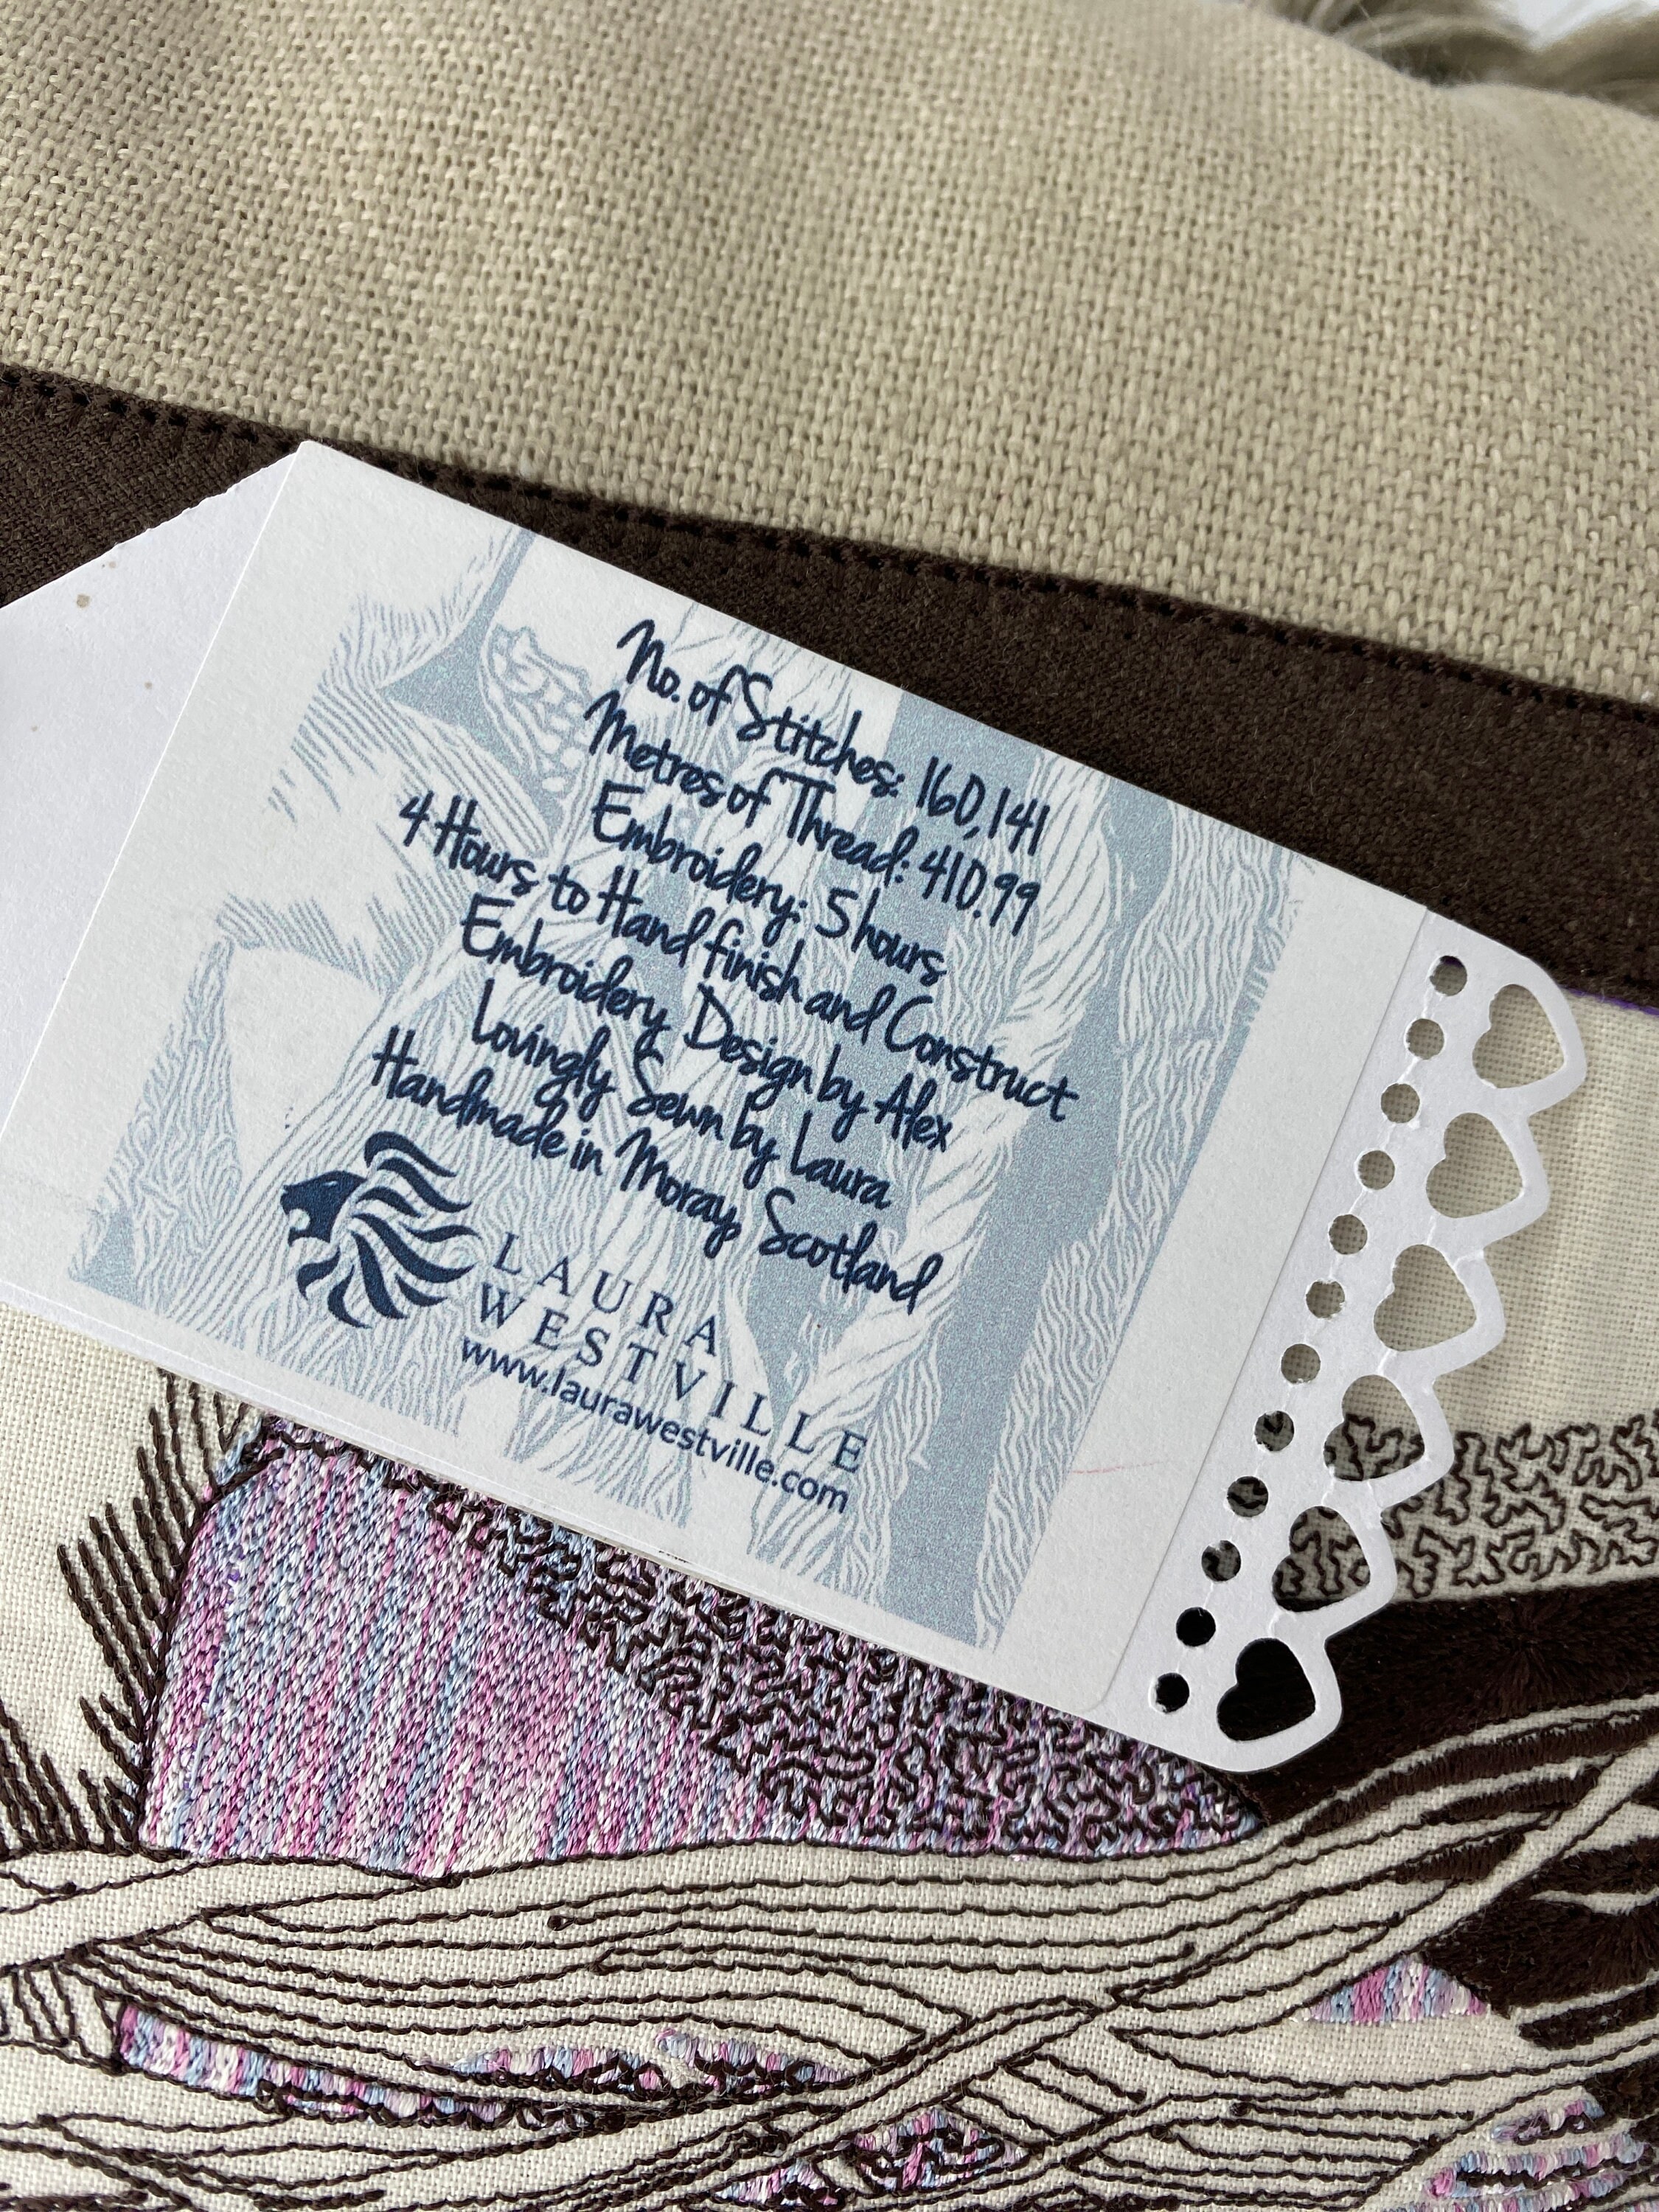 No. of Stitches: 160,141
Metres of Thread: 410.99
Embroidery: 5 hours
4 Hours to Hand finish and Construct
Embroidery Design by Alex
Lovingly Sewn by Laura
Handmade in Moray, Scotland
LAURA
WESTVILLE
www.laurawestville.com